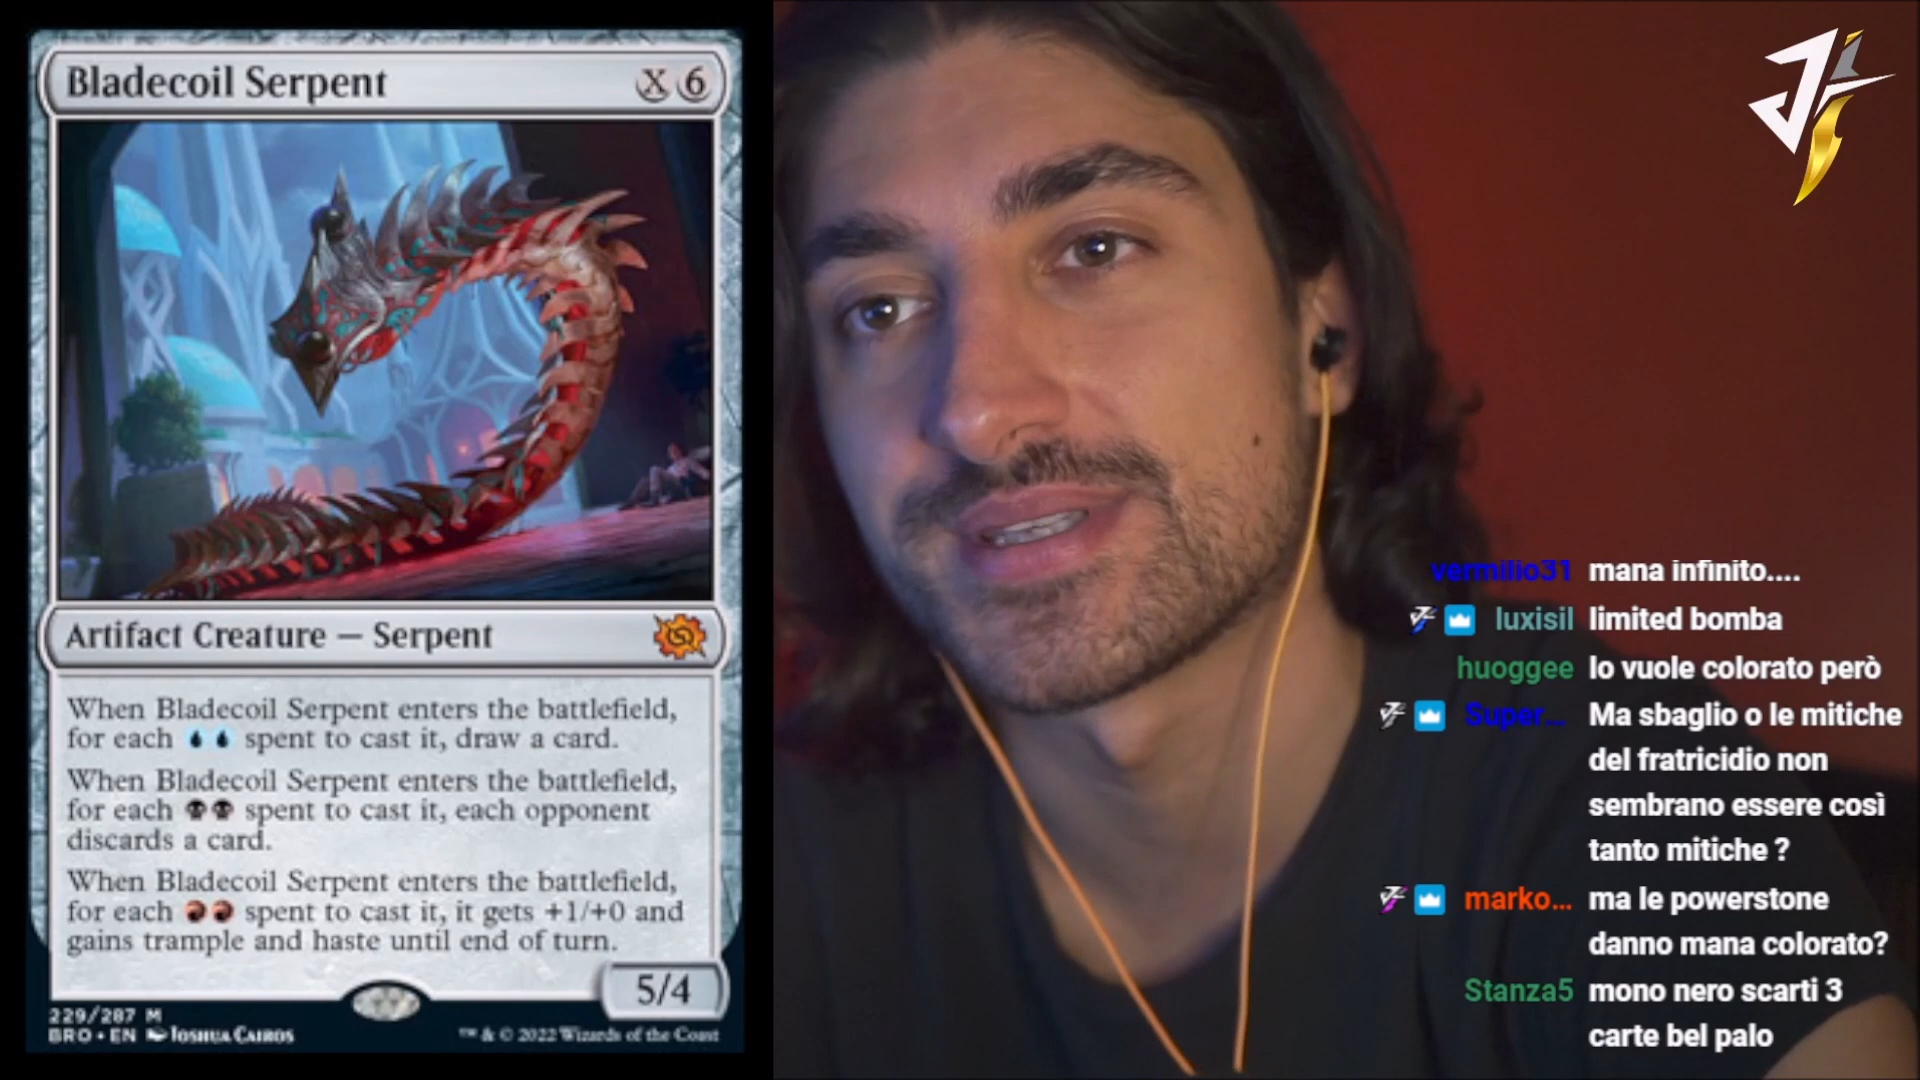 Bladecoil Serpent X 6
Artifact Creature — Serpent
When Bladecoil Serpent enters the battlefield,
for each spent to cast it, draw a card.
When Bladecoil Serpent enters the battlefield,
for each spent to cast it, each opponent
discards a card.
When Bladecoil Serpent enters the battlefield,
for each spent to cast it, it gets +1/+0 and
gains trample and haste until end of turn.
5/4
229/287 M
BRO • EN Joshua Cairos
™ & © 2022 Wizards of the Coast
vermilio31 mana infinito....
luxisil limited bomba
huoggee lo vuole colorato però
Super... Ma sbaglio o le mitiche
del fratricidio non
sembrano essere così
tanto mitiche ?
marko... ma le powerstone
danno mana colorato?
Stanza5 mono nero scarti 3
carte bel palo